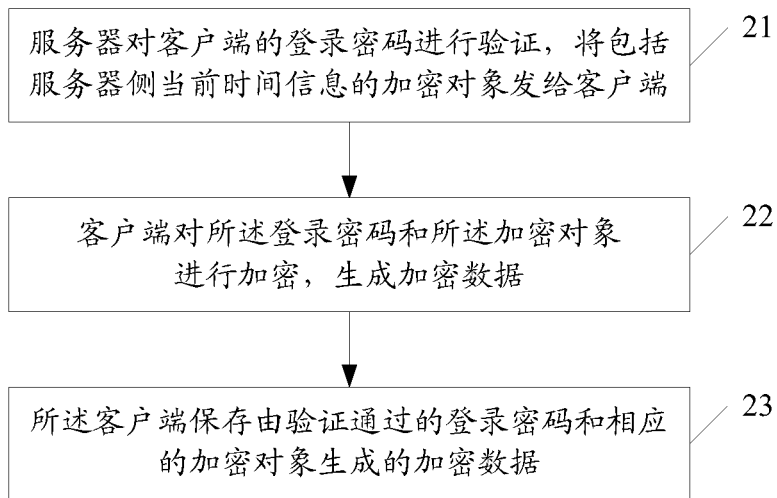 服务器对客户端的登录密码进行验证，将包括
服务器侧当前时间信息的加密对象发给客户端
21
客户端对所述登录密码和所述加密对象
进行加密，生成加密数据
22
所述客户端保存由验证通过的登录密码和相应
的加密对象生成的加密数据
23